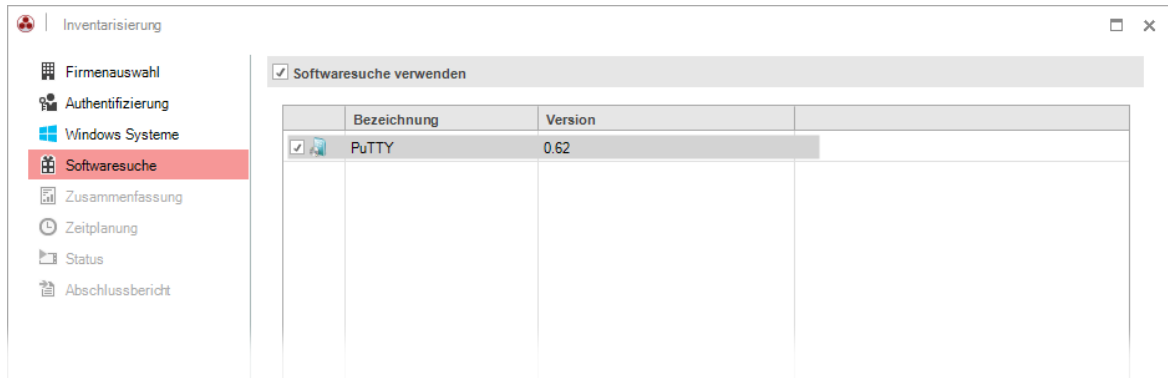 Inventarisierung
Firmenauswahl
Authentifizierung
Windows Systeme
Softwaresuche
Zusammenfassung
Zeitplanung
Status
Abschlussbericht
Softwaresuche verwenden
Bezeichnung Version
PuTTY 0.62